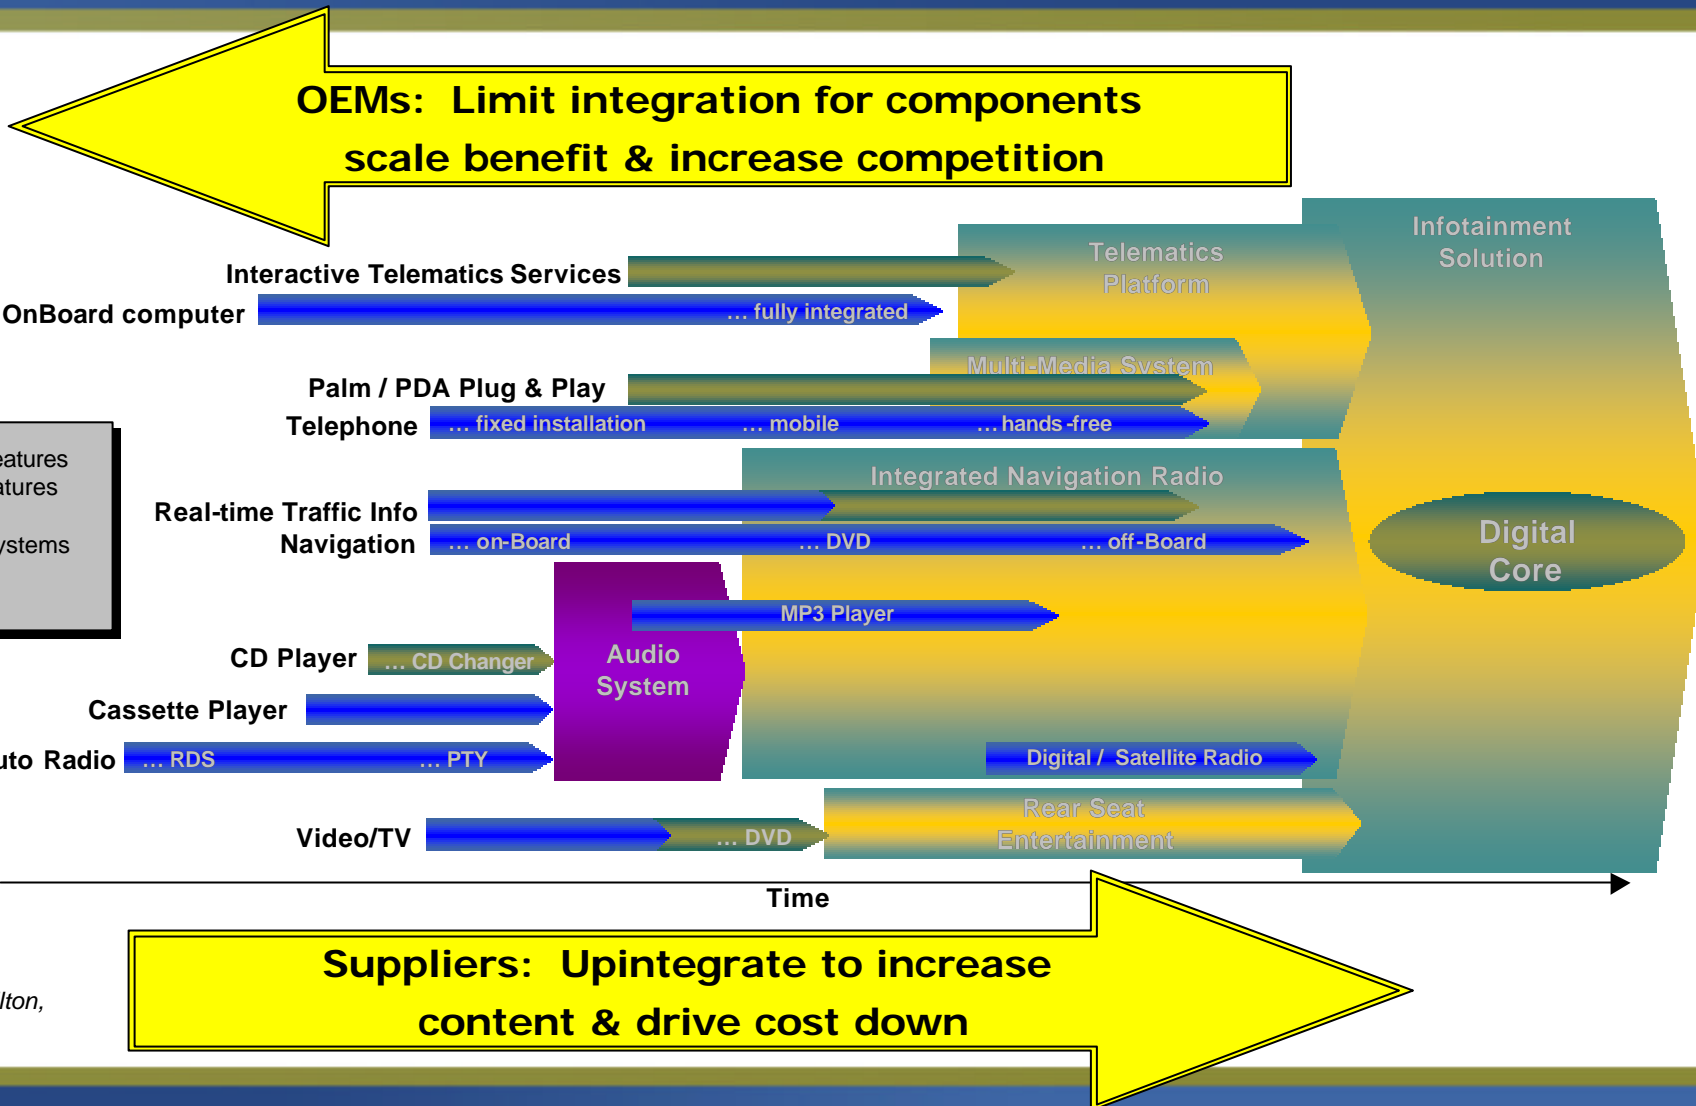 OEMs: Limit integration for components
scale benefit & increase competition
Infotainment
Solution
Telematics
Platform
Interactive Telematics Services
OnBoard computer
... fully integrated
Multi-Media System
Palm / PDA Plug & Play
Telephone
... fixed installation
... mobile
... hands-free
eatures
atures
ystems
Integrated Navigation Radio
Real-time Traffic Info
Navigation
... on-Board
... DVD
... off-Board
Digital
Core
MP3 Player
CD Player
... CD Changer
Audio
System
Cassette Player
uto Radio
... RDS
... PTY
Digital / Satellite Radio
Rear Seat
Entertainment
Video/TV
... DVD
Time
Suppliers: Upintegrate to increase
content & drive cost down
lton,